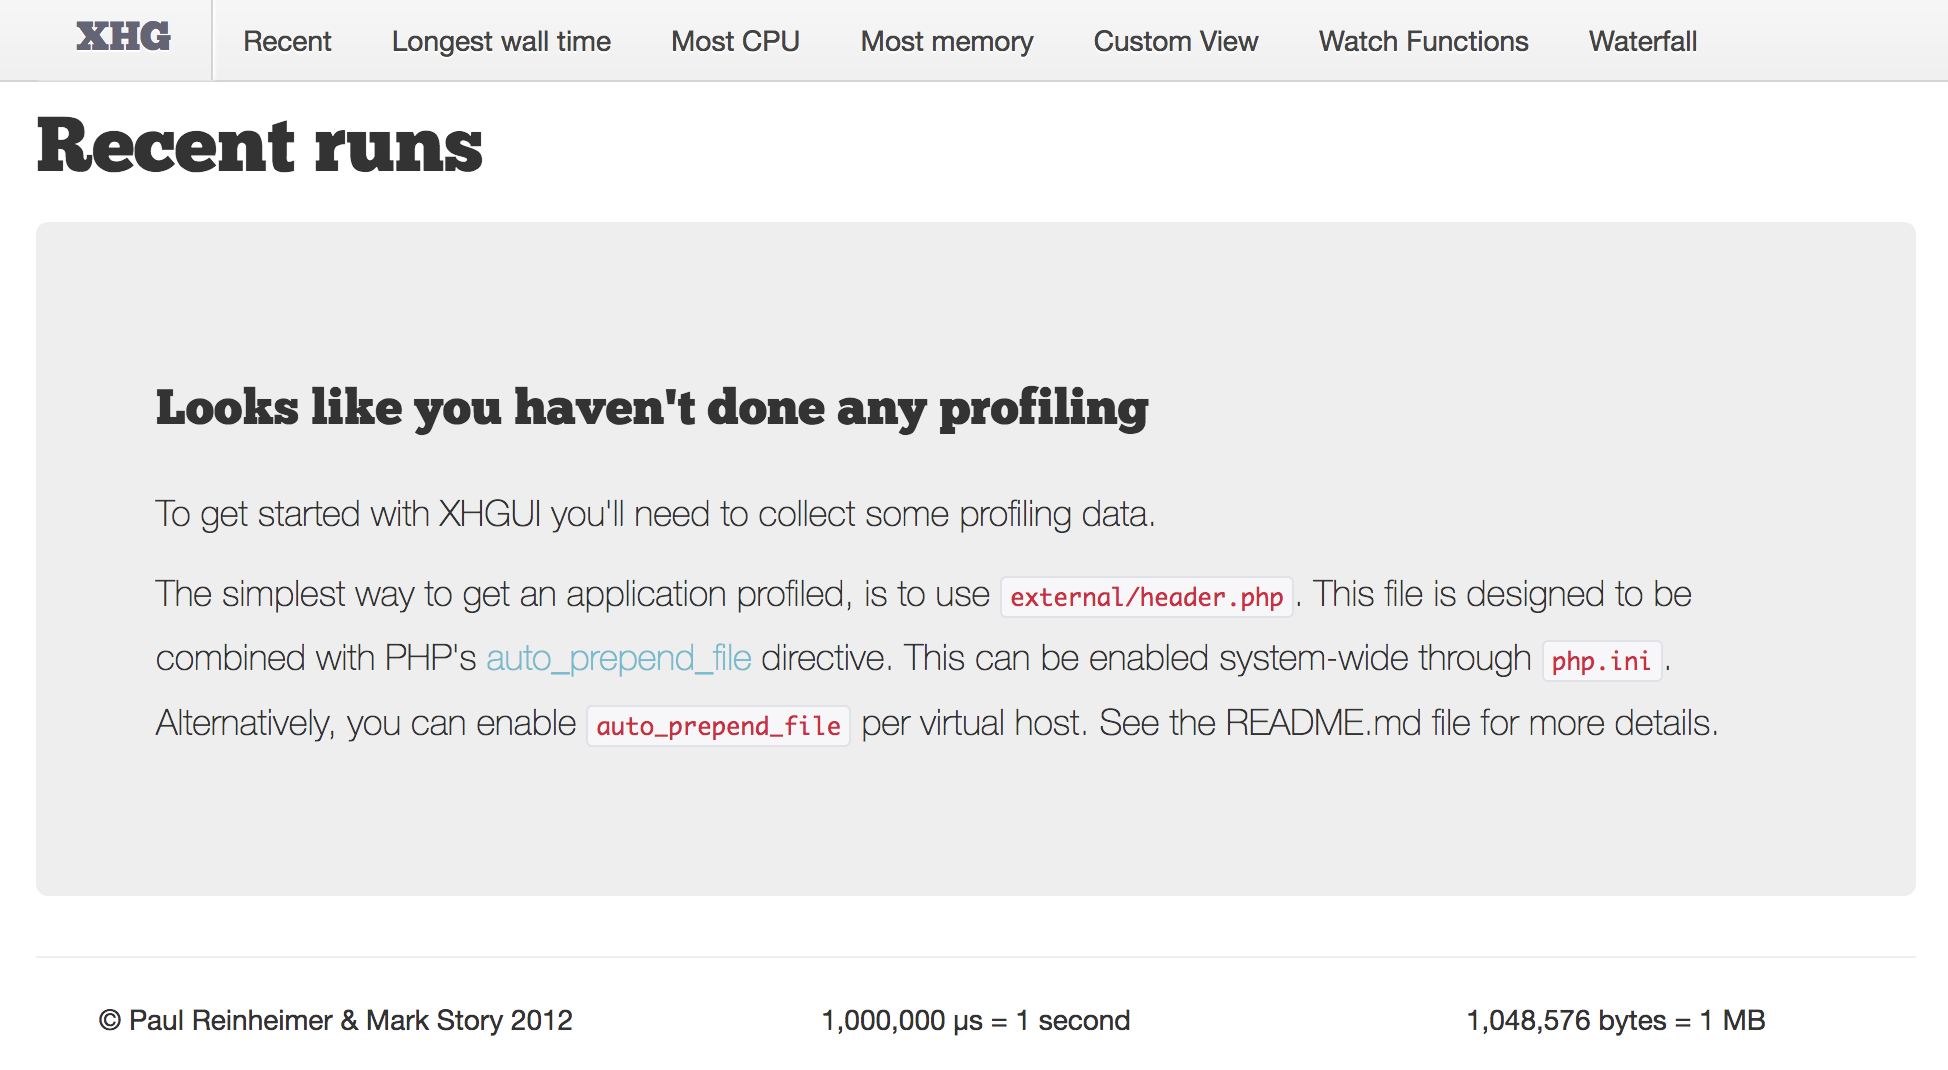 XHG
Recent
Longest wall time
Most CPU
Most memory
Custom View
Watch Functions
Waterfall
Recent runs
Looks like you haven't done any profiling
To get started with XHGUI you'll need to collect some profiling data.
The simplest way to get an application profiled, is to use external/header.php. This file is designed to be
combined with PHP's auto_prepend_file directive. This can be enabled system-wide through php.ini.
Alternatively, you can enable auto_prepend_file per virtual host. See the README.md file for more details.
© Paul Reinheimer & Mark Story 2012
1,000,000 µs = 1 second
1,048,576 bytes = 1 MB